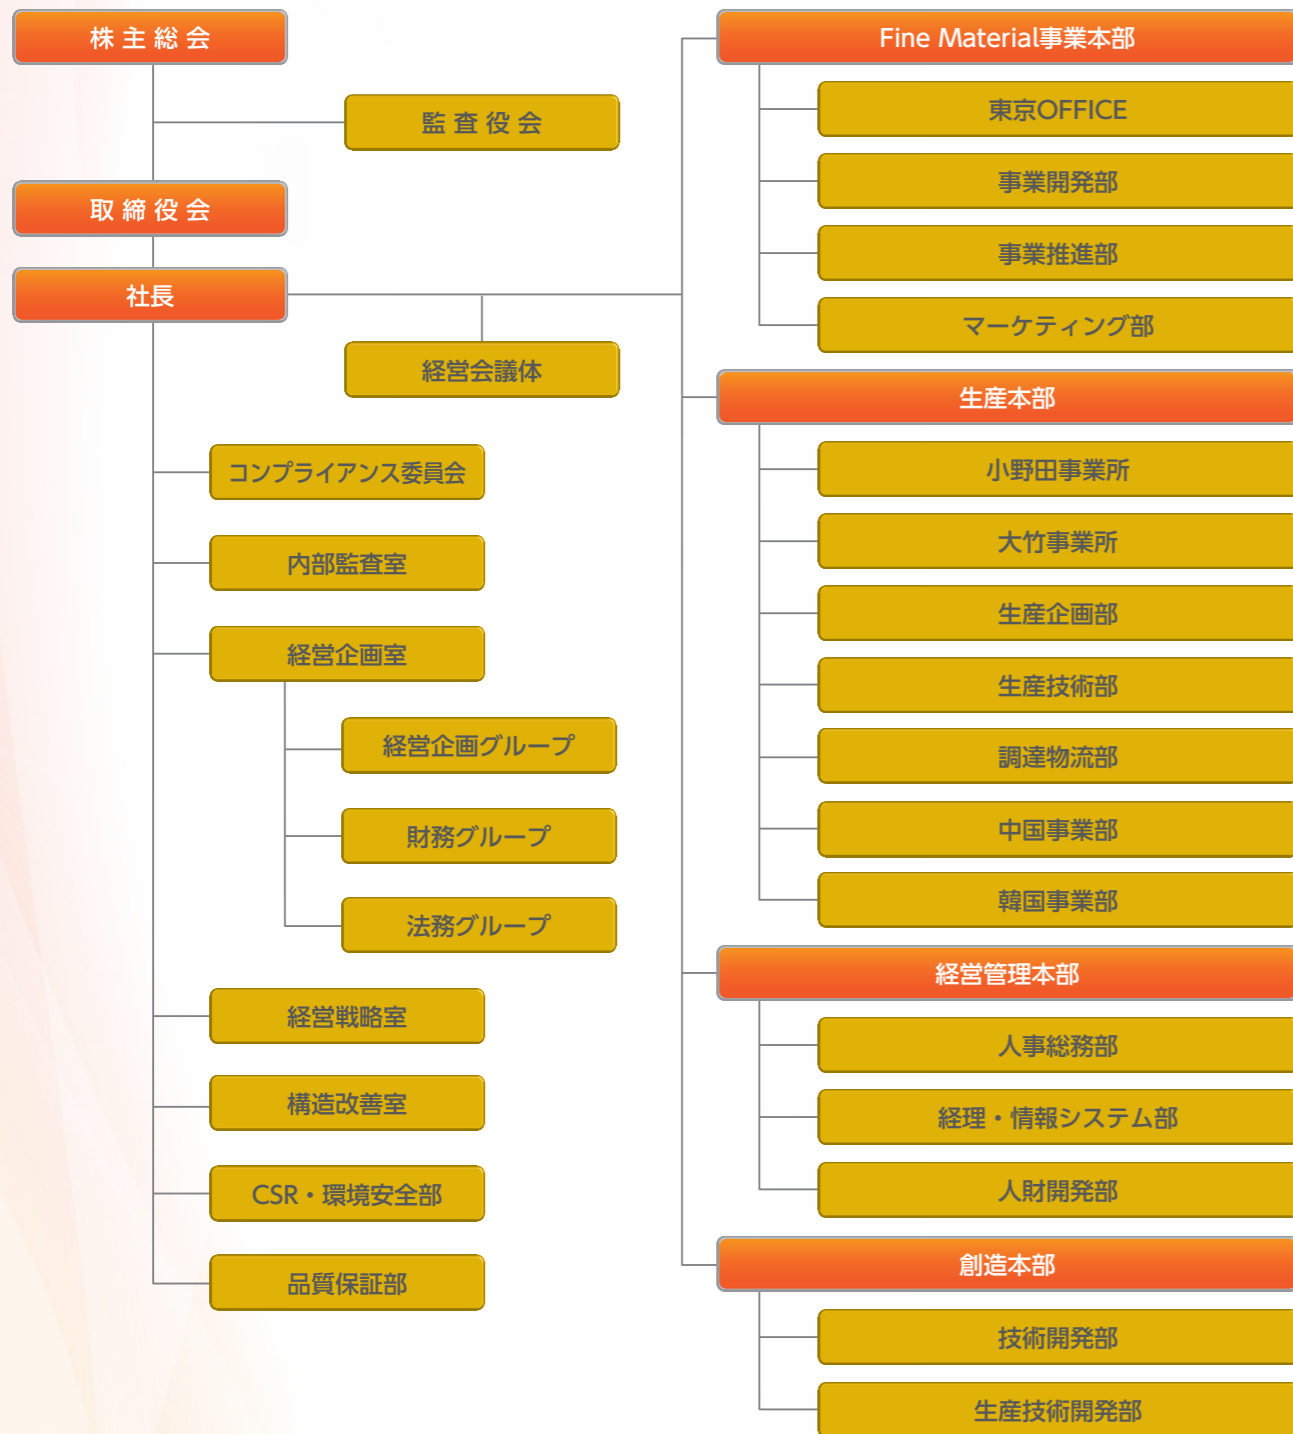 株主総会
監査役会
取締役会
社長
経営会議体
コンプライアンス委員会
内部監査室
経営企画室
経営企画グループ
財務グループ
法務グループ
経営戦略室
構造改善室
CSR・環境安全部
品質保証部
Fine Material事業本部
東京OFFICE
事業開発部
事業推進部
マーケティング部
生産本部
小野田事業所
大竹事業所
生産企画部
生産技術部
調達物流部
中国事業部
韓国事業部
経営管理本部
人事総務部
経理・情報システム部
人財開発部
創造本部
技術開発部
生産技術開発部